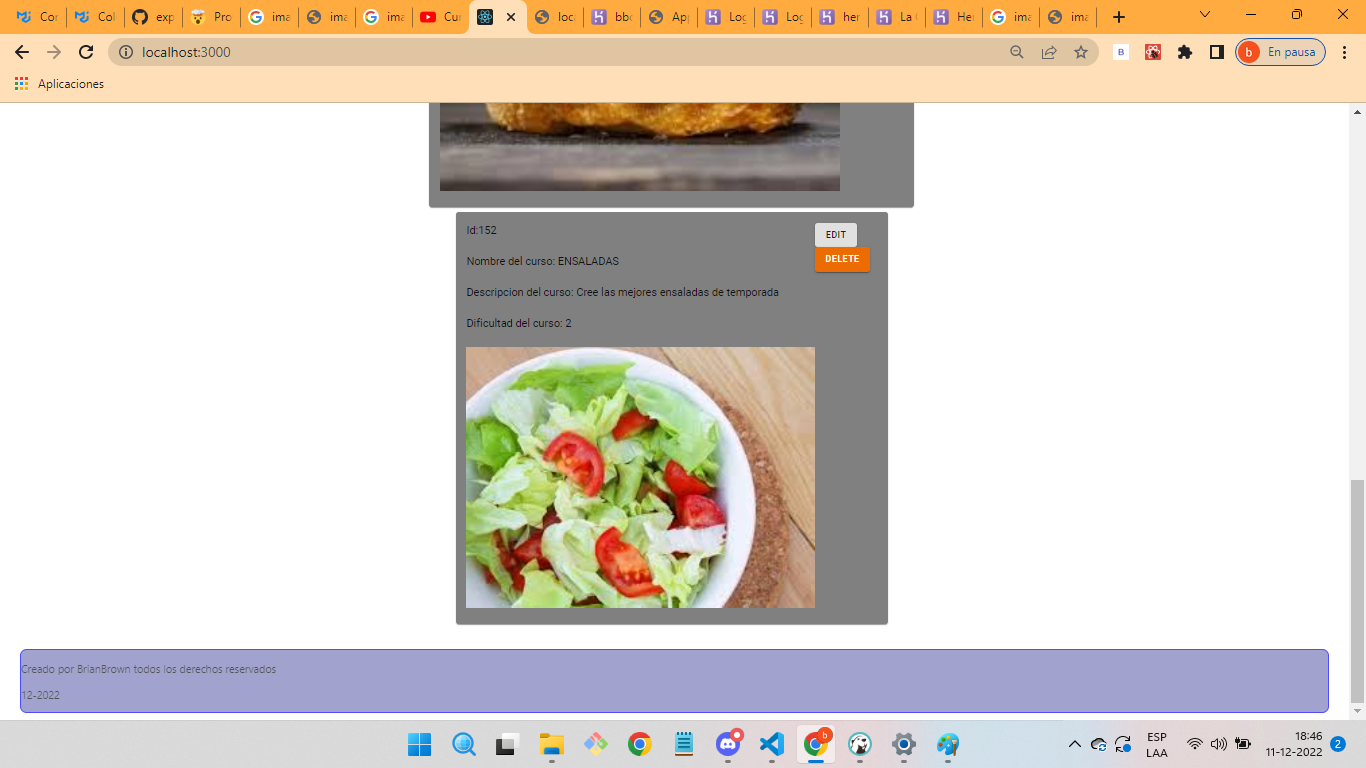 Cor
Col
exp
Pro
ima
ima
ima
Cur
loca
bbd
App
Log
Log
her
La
Her
ima
ima
localhost:3000
B
b
En pausa
Aplicaciones
Id:152
EDIT
DELETE
Nombre del curso: ENSALADAS
Descripcion del curso: Cree las mejores ensaladas de temporada
Dificultad del curso: 2
Creado por BrianBrown todos los derechos reservados
12-2022
b
ESP
LAA
18:46
11-12-2022
2